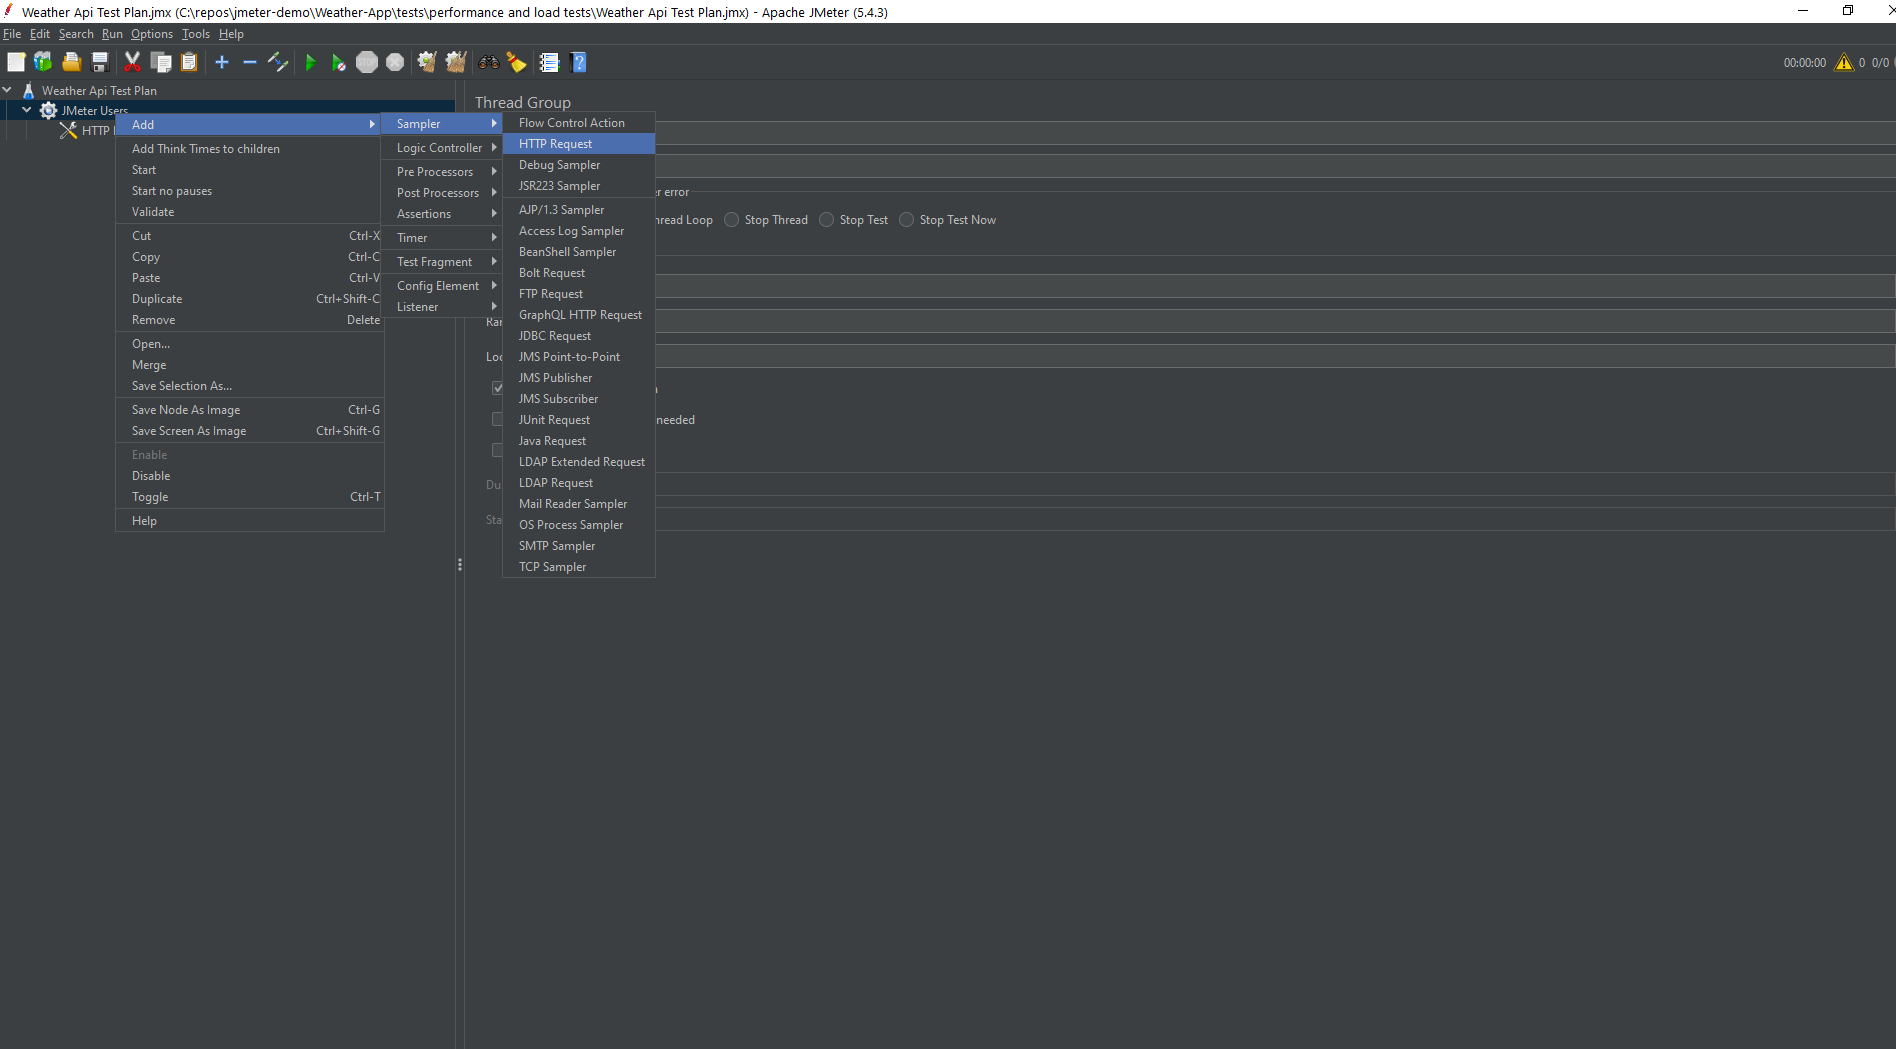 Weather Api Test Plan.jmx (C:\repos\jmeter-demo\Weather-App\tests\performance and load tests\Weather Api Test Plan.jmx) - Apache JMeter (5.4.3)
File Edit Search Run Options Tools Help
STOP
00:00:00 0 0/0
Weather Api Test Plan
JMeter Users
HTTP
Add
Add Think Times to children
Start
Start no pauses
Validate
Cut Ctrl-X
Copy Ctrl-C
Paste Ctrl-V
Duplicate Ctrl+Shift-C
Remove Delete
Open...
Merge
Save Selection As...
Save Node As Image Ctrl-G
Save Screen As Image Ctrl+Shift-G
Enable
Disable
Toggle Ctrl-T
Help
Sampler
Logic Controller
Pre Processors
Post Processors
Assertions
Timer
Test Fragment
Config Element
Listener
Flow Control Action
HTTP Request
Debug Sampler
JSR223 Sampler
AJP/1.3 Sampler
Access Log Sampler
BeanShell Sampler
Bolt Request
FTP Request
GraphQL HTTP Request
JDBC Request
JMS Point-to-Point
JMS Publisher
JMS Subscriber
JUnit Request
Java Request
LDAP Extended Request
LDAP Request
Mail Reader Sampler
OS Process Sampler
SMTP Sampler
TCP Sampler
Thread Group
error
Loop Stop Thread Stop Test Stop Test Now
needed